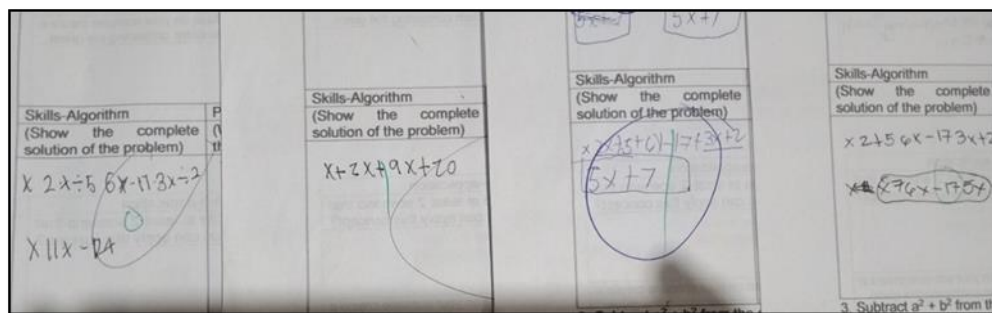 Skills-Algorithm
(Show the complete
solution of the problem)
x 2x÷5 6x-17 3x÷2
x 11x-24
Skills-Algorithm
(Show the complete
solution of the problem)
x+2x+9x+20
5x+7
Skills-Algorithm
(Show the complete
solution of the problem)
5x+7
Skills-Algorithm
(Show the complete
solution of the problem)
x 2+5 6x-17 3x+2
x76x-175x
3. Subtract a² + b² from th